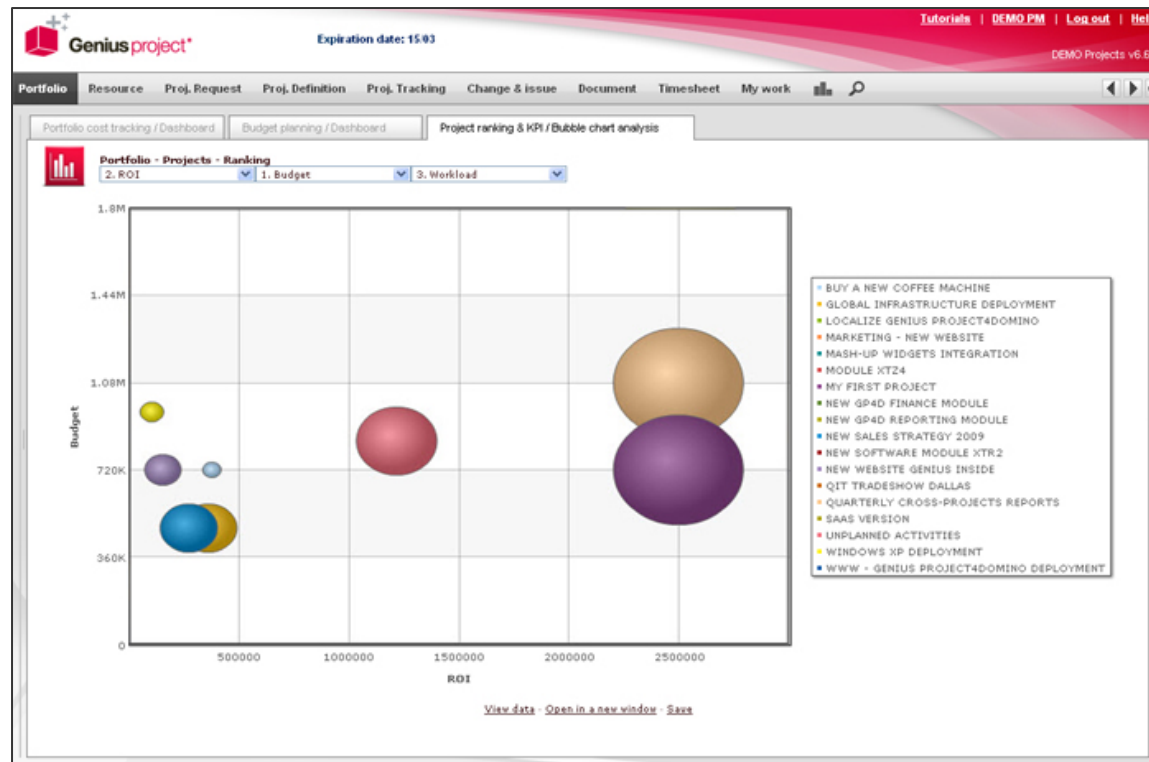 Tutorials | DEMO PM | Log out | Hel
Genius project
Expiration date: 15/03
DEMO Projects v6.6
Portfolio Resource Proj. Request Proj. Definition Proj. Tracking Change & issue Document Timesheet My work
Portfolio cost tracking / Dashboard Budget planning / Dashboard Project ranking & KPI / Bubble chart analysis
Portfolio - Projects - Ranking
2. ROI 1. Budget 3. Workload
1.8M
1.44M
1.08M
720K
360K
0
Budget
500000 1000000 1500000 2000000 2500000
ROI
BUY A NEW COFFEE MACHINE
GLOBAL INFRASTRUCTURE DEPLOYMENT
LOCALIZE GENIUS PROJECT4DOMINO
MARKETING - NEW WEBSITE
MASH-UP WIDGETS INTEGRATION
MODULE XTZ4
MY FIRST PROJECT
NEW GP4D FINANCE MODULE
NEW GP4D REPORTING MODULE
NEW SALES STRATEGY 2009
NEW SOFTWARE MODULE XTR2
NEW WEBSITE GENIUS INSIDE
QIT TRADESHOW DALLAS
QUARTERLY CROSS-PROJECTS REPORTS
SAAS VERSION
UNPLANNED ACTIVITIES
WINDOWS XP DEPLOYMENT
WWW - GENIUS PROJECT4DOMINO DEPLOYMENT
View data - Open in a new window - Save